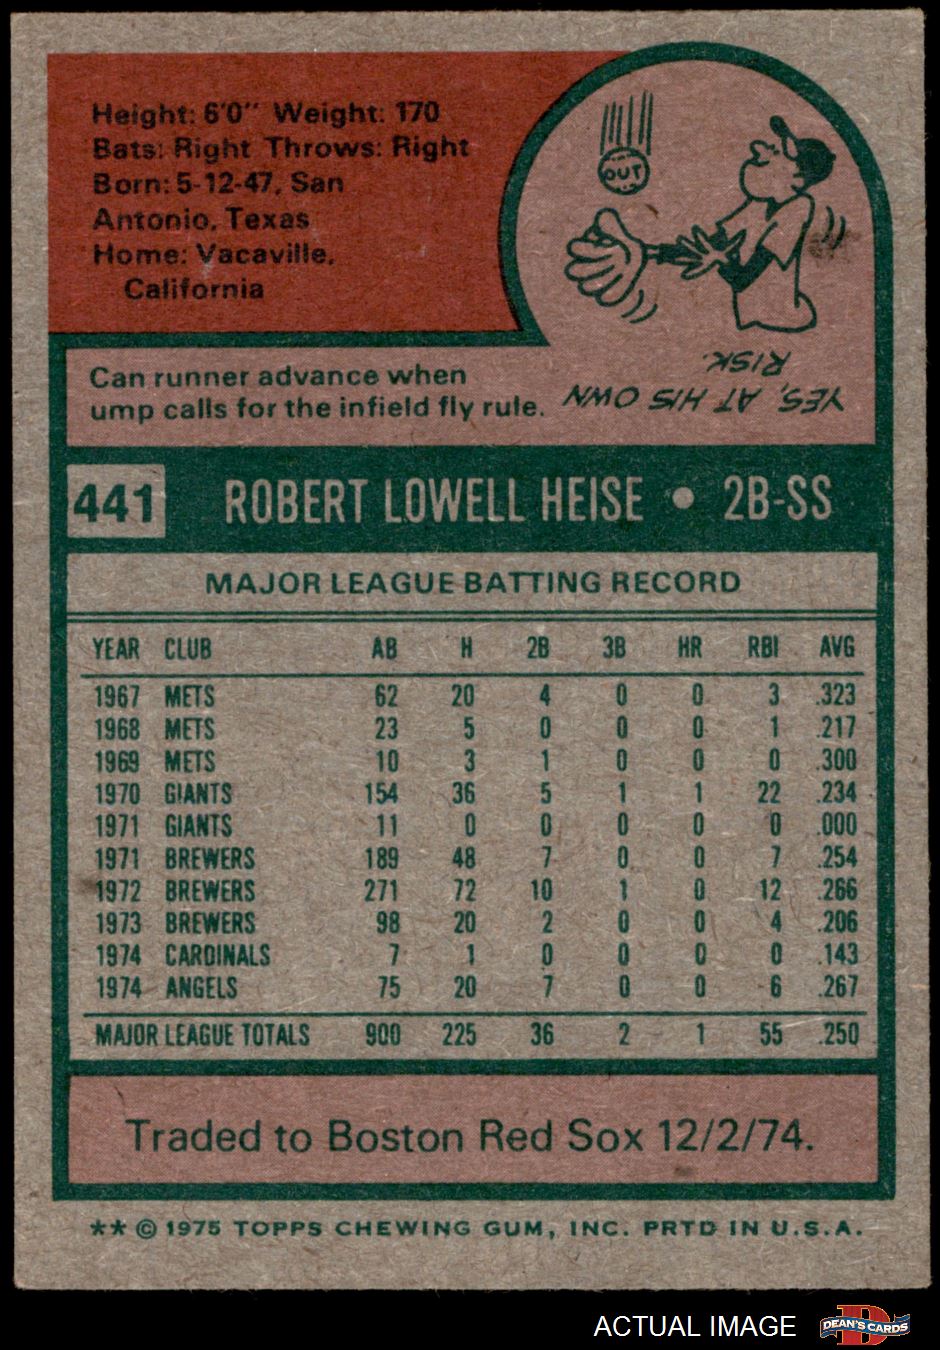 Height: 6'0" Weight: 170
Bats: Right Throws: Right
Born: 5-12-47, San
Antonio, Texas
Home: Vacaville,
California
OUT
Can runner advance when
ump calls for the infield fly rule.
YES, AT HIS OWN
RISK.
441 ROBERT LOWELL HEISE • 2B-SS
MAJOR LEAGUE BATTING RECORD
YEAR CLUB AB H 2B 3B HR RBI AVG
1967 METS 62 20 4 0 0 3 .323
1968 METS 23 5 0 0 0 1 .217
1969 METS 10 3 1 0 0 0 .300
1970 GIANTS 154 36 5 1 1 22 .234
1971 GIANTS 11 0 0 0 0 0 .000
1971 BREWERS 189 48 7 0 0 7 .254
1972 BREWERS 271 72 10 1 0 12 .266
1973 BREWERS 98 20 2 0 0 4 .206
1974 CARDINALS 7 1 0 0 0 0 .143
1974 ANGELS 75 20 7 0 0 6 .267
MAJOR LEAGUE TOTALS 900 225 36 2 1 55 .250
Traded to Boston Red Sox 12/2/74.
** © 1975 TOPPS CHEWING GUM, INC. PRTD IN U.S.A.
ACTUAL IMAGE
D
DEAN'S CARDS